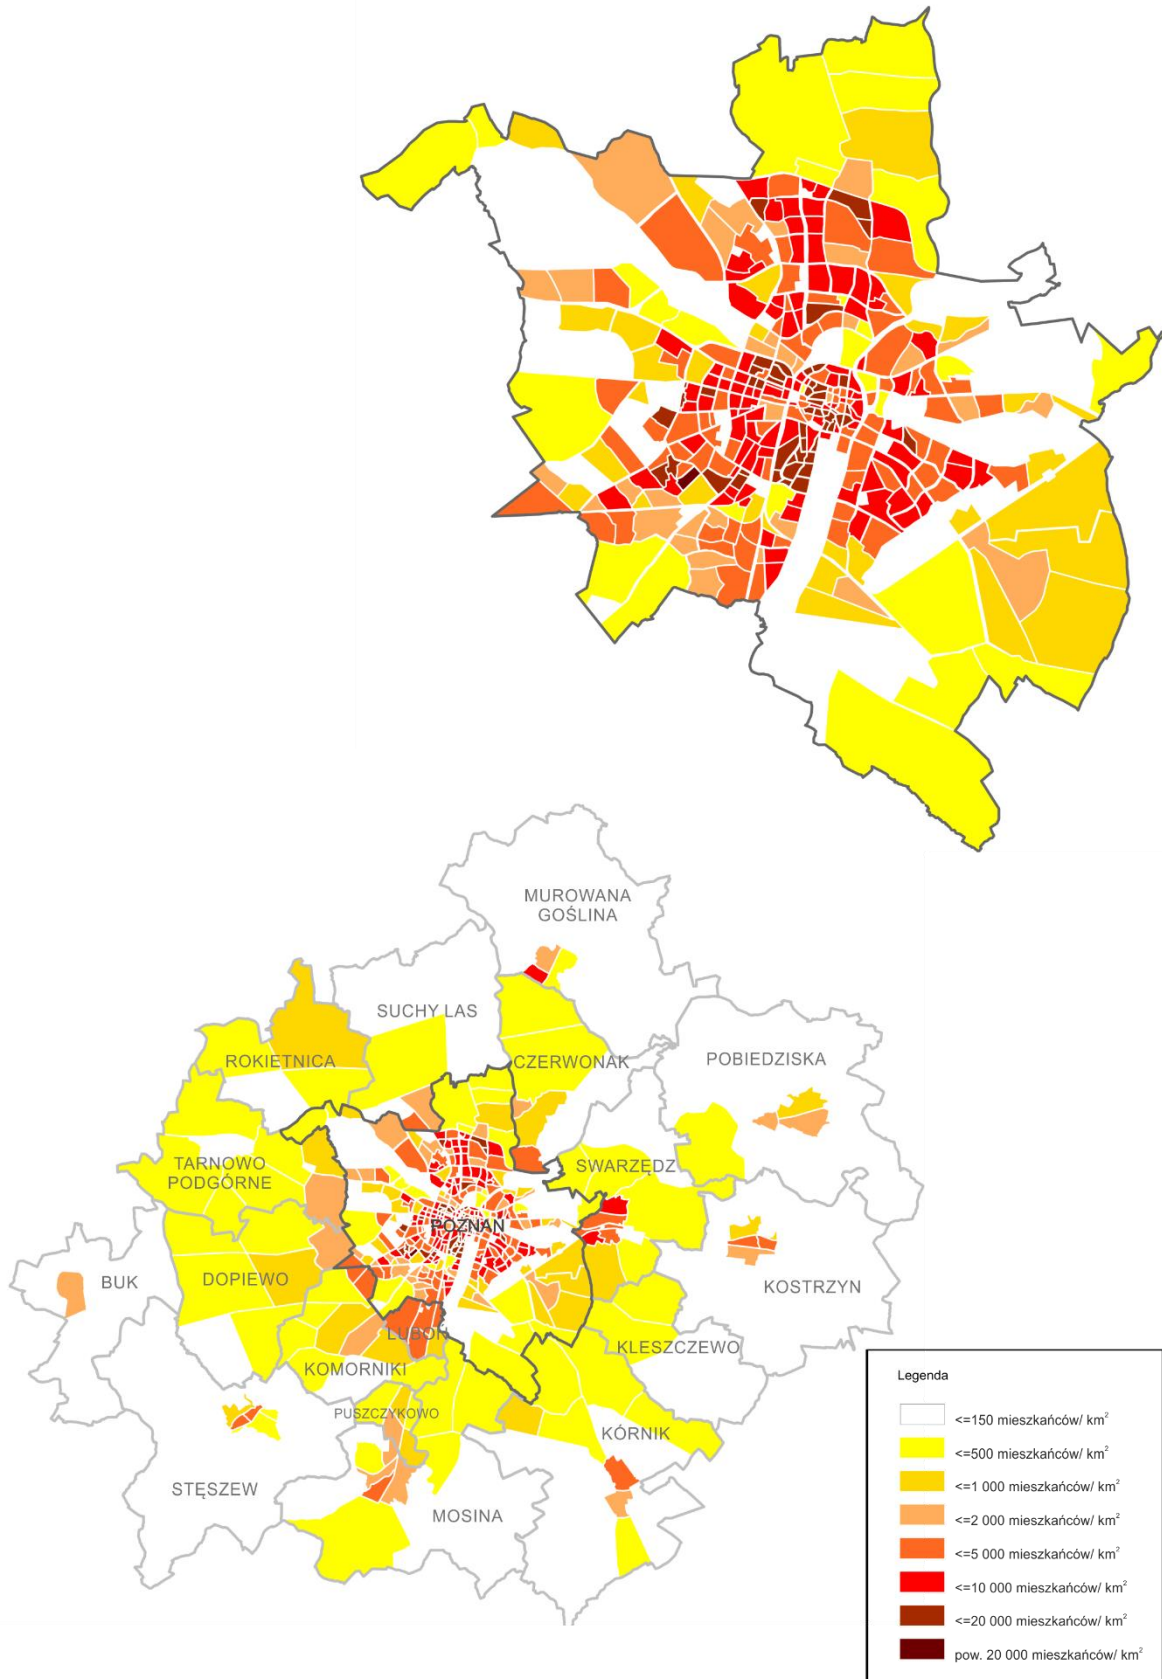 MUROWANA
GOŚLINA
SUCHY LAS
ROKIETNICA
CZERWONAK
POBIEDZISKA
TARNOWO
PODGÓRNE
SWARZĘDZ
POZNAŃ
BUK
DOPIEWO
KOSTRZYN
LUBOŃ
KLESZCZEWO
KOMORNIKI
PUSZCZYKOWO
KÓRNIK
STĘSZEW
MOSINA
Legenda
<=150 mieszkańców/ km²
<=500 mieszkańców/ km²
<=1 000 mieszkańców/ km²
<=2 000 mieszkańców/ km²
<=5 000 mieszkańców/ km²
<=10 000 mieszkańców/ km²
<=20 000 mieszkańców/ km²
pow. 20 000 mieszkańców/ km²